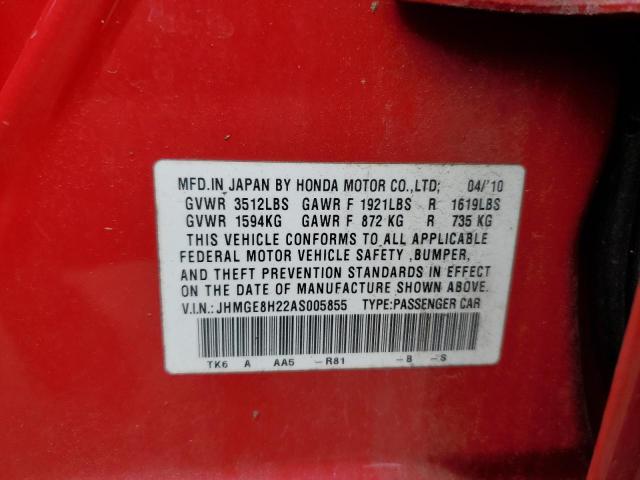 MFD.IN JAPAN BY HONDA MOTOR CO.,LTD; 04/'10
GVWR 3512LBS GAWR F 1921LBS R 1619LBS
GVWR 1594KG GAWR F 872 KG R 735 KG
THIS VEHICLE CONFORMS TO ALL APPLICABLE
FEDERAL MOTOR VEHICLE SAFETY ,BUMPER,
AND THEFT PREVENTION STANDARDS IN EFFECT
ON THE DATE OF MANUFACTURE SHOWN ABOVE.
V.I.N.:JHMGE8H22AS005855 TYPE:PASSENGER CAR
TK6 A AA5 -R81 -B -S